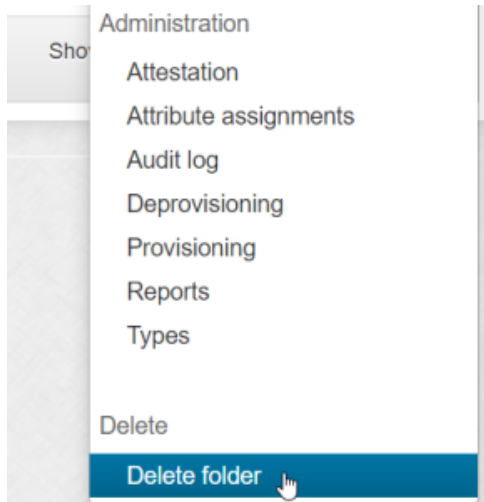 Administration
Sho
Attestation
Attribute assignments
Audit log
Deprovisioning
Provisioning
Reports
Types
Delete
Delete folder